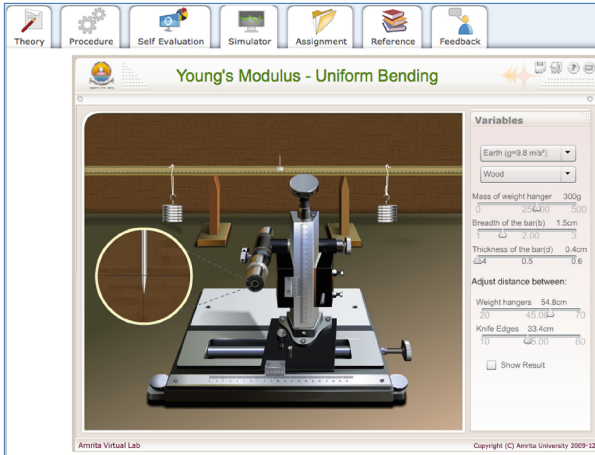 Theory
Procedure
Self Evaluation
Simulator
Assignment
Reference
Feedback
Young's Modulus - Uniform Bending
Variables
Earth (g=9.8 m/s²)
Wood
Mass of weight hanger 300g
0 500
Breadth of the bar(b) 1.5cm
1 2.00 3
Thickness of the bar(d) 0.4cm
0.5 0.6
Adjust distance between:
Weight hangers 54.8cm
20 45.00 70
Knife Edges 33.4cm
10 60
Show Result
Amrita Virtual Lab
Copyright (C) Amrita University 2009-12